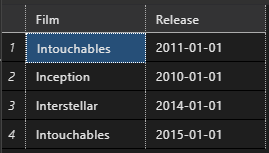 Film Release
1 Intouchables 2011-01-01
2 Inception 2010-01-01
3 Interstellar 2014-01-01
4 Intouchables 2015-01-01